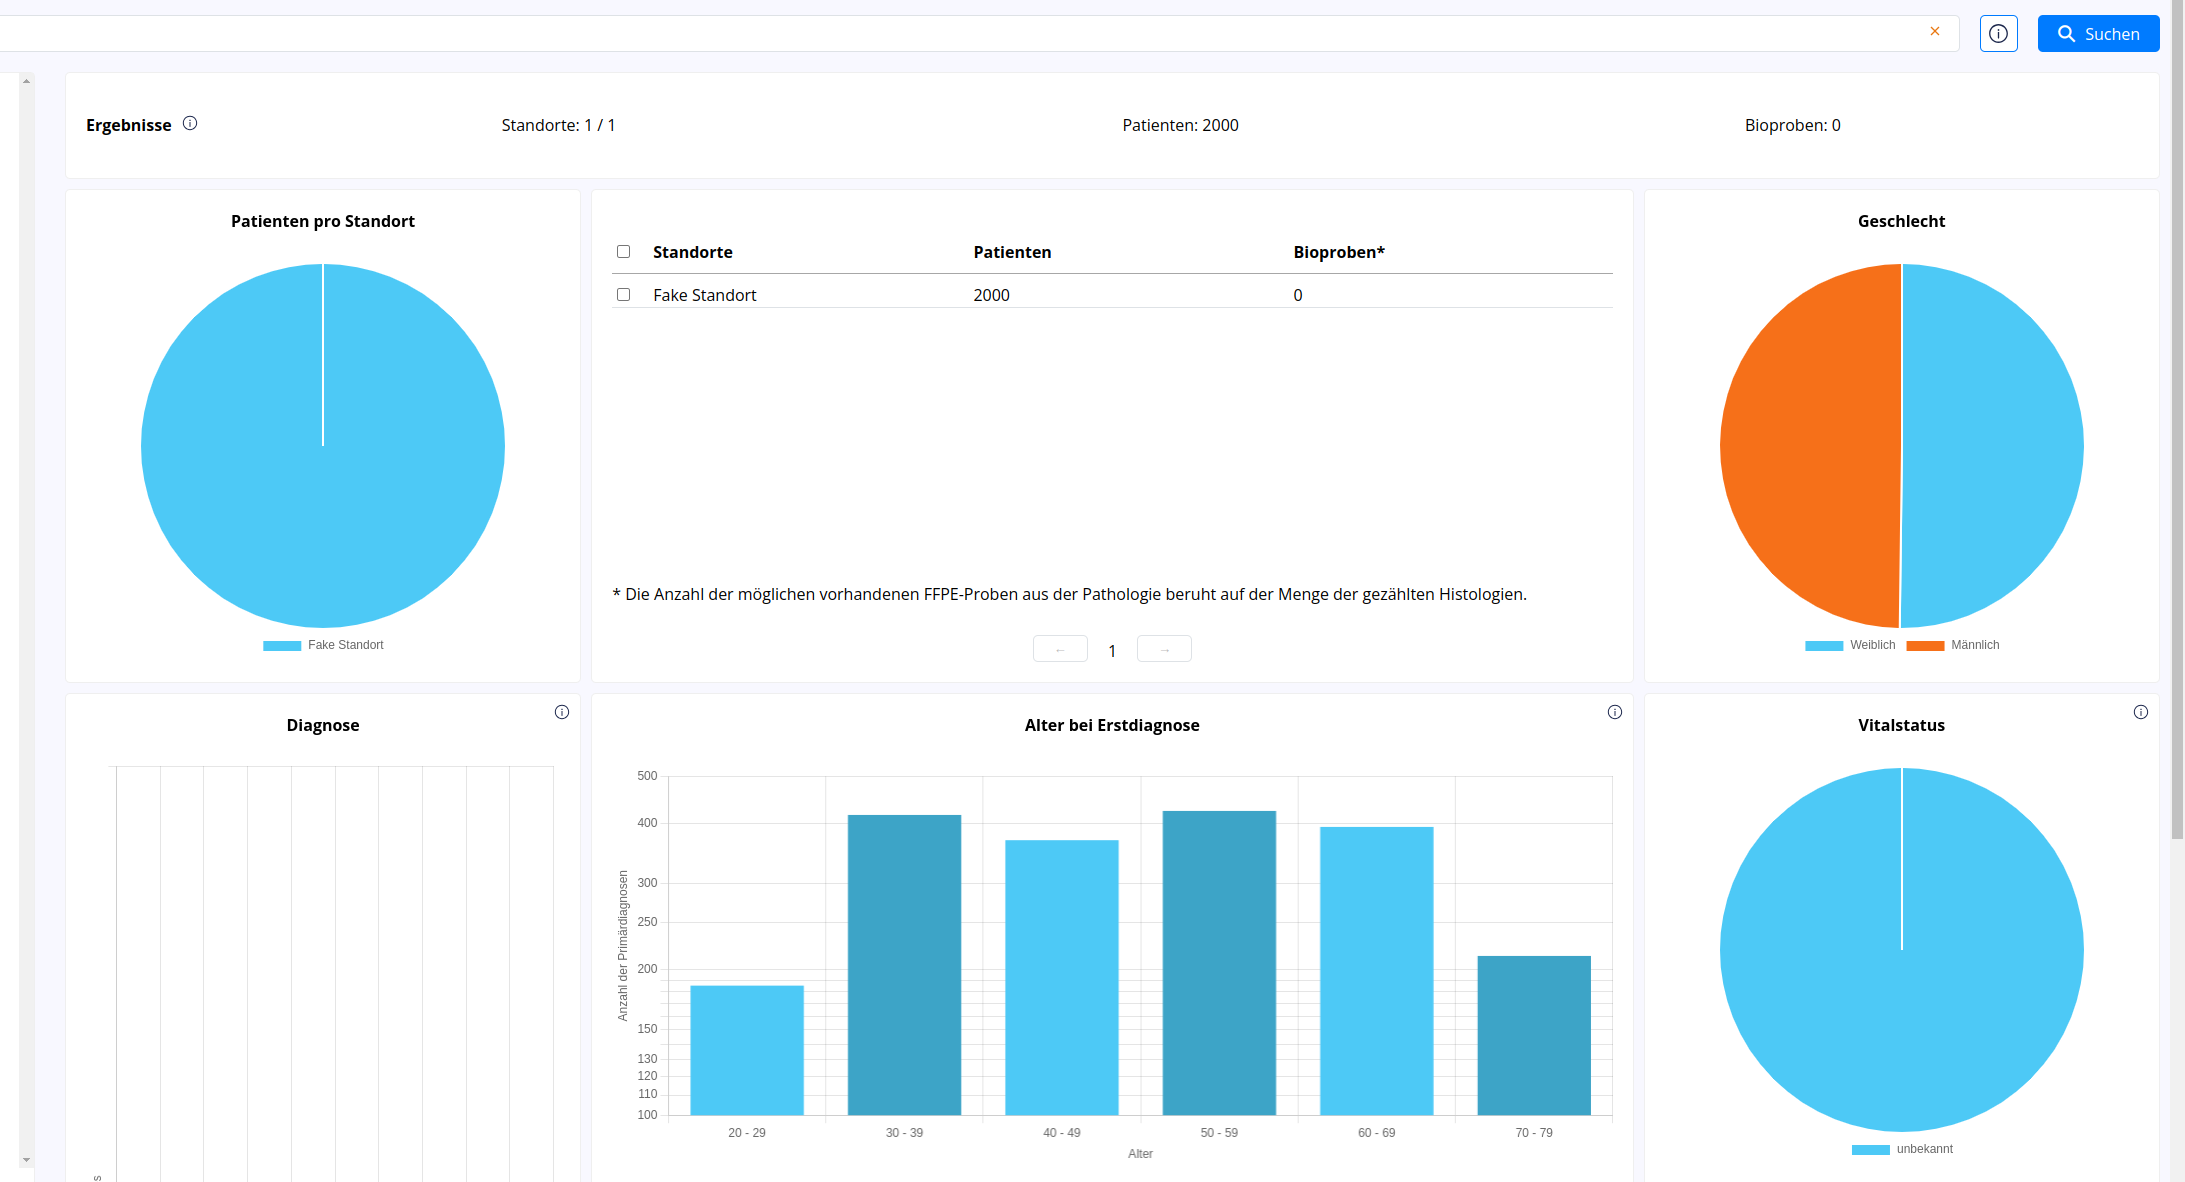 Suchen
Ergebnisse
Standorte: 1 / 1
Patienten: 2000
Bioproben: 0
Patienten pro Standort
Fake Standort
Standorte Patienten Bioproben*
Fake Standort 2000 0
* Die Anzahl der möglichen vorhandenen FFPE-Proben aus der Pathologie beruht auf der Menge der gezählten Histologien.
← 1 →
Geschlecht
Weiblich Männlich
Diagnose
s
Alter bei Erstdiagnose
Anzahl der Primärdiagnosen
500
400
300
250
200
150
130
120
110
100
20 - 29 30 - 39 40 - 49 50 - 59 60 - 69 70 - 79
Alter
Vitalstatus
unbekannt